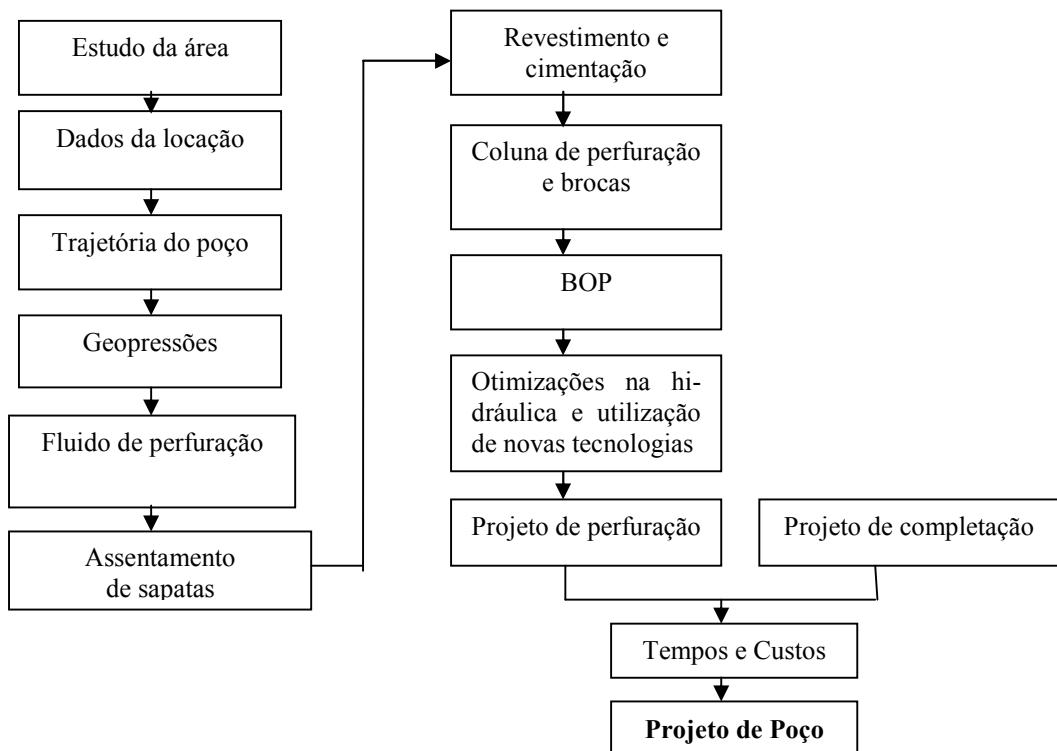 Estudo da área
Dados da locação
Trajetória do poço
Geopressões
Fluido de perfuração
Assentamento
de sapatas
Revestimento e
cimentação
Coluna de perfuração
e brocas
BOP
Otimizações na hi-
dráulica e utilização
de novas tecnologias
Projeto de perfuração
Projeto de completação
Tempos e Custos
Projeto de Poço